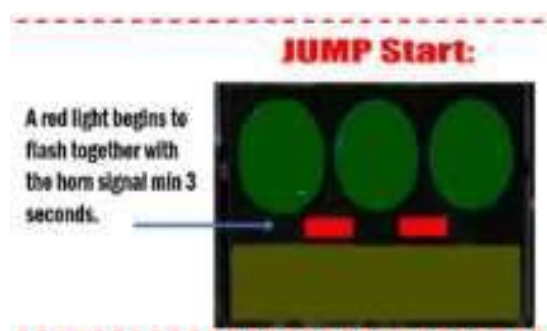 JUMP Start:
A red light begins to
flash together with
the horn signal min 3
seconds.